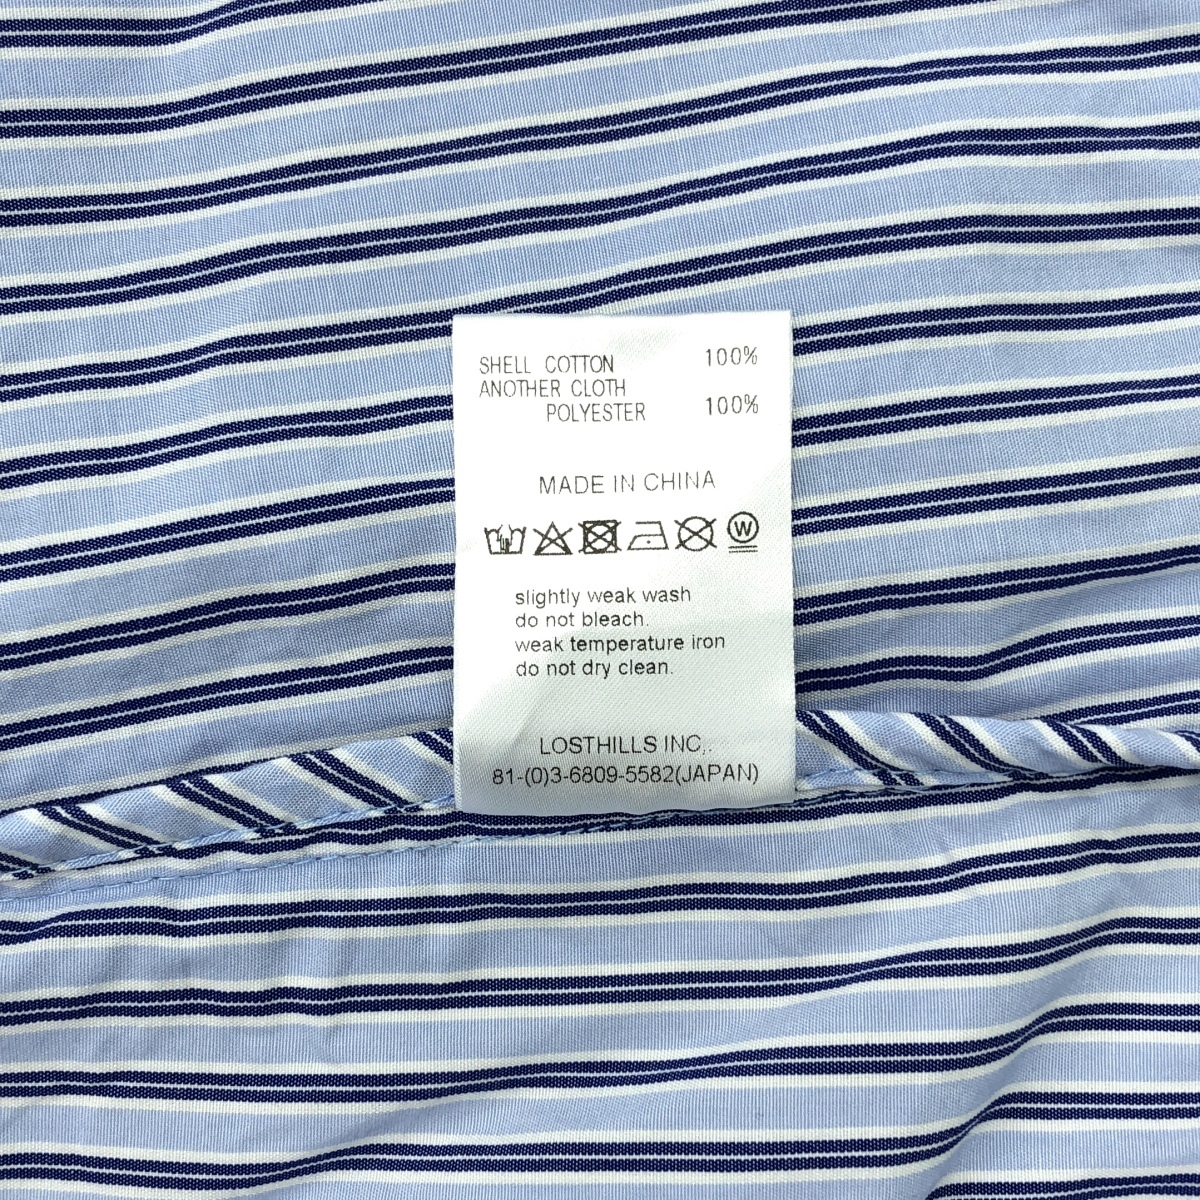 SHELL COTTON 100%
ANOTHER CLOTH
POLYESTER 100%
MADE IN CHINA
W
slightly weak wash
do not bleach.
weak temperature iron
do not dry clean.
LOSTHILLS INC,.
81-(0)3-6809-5582(JAPAN)